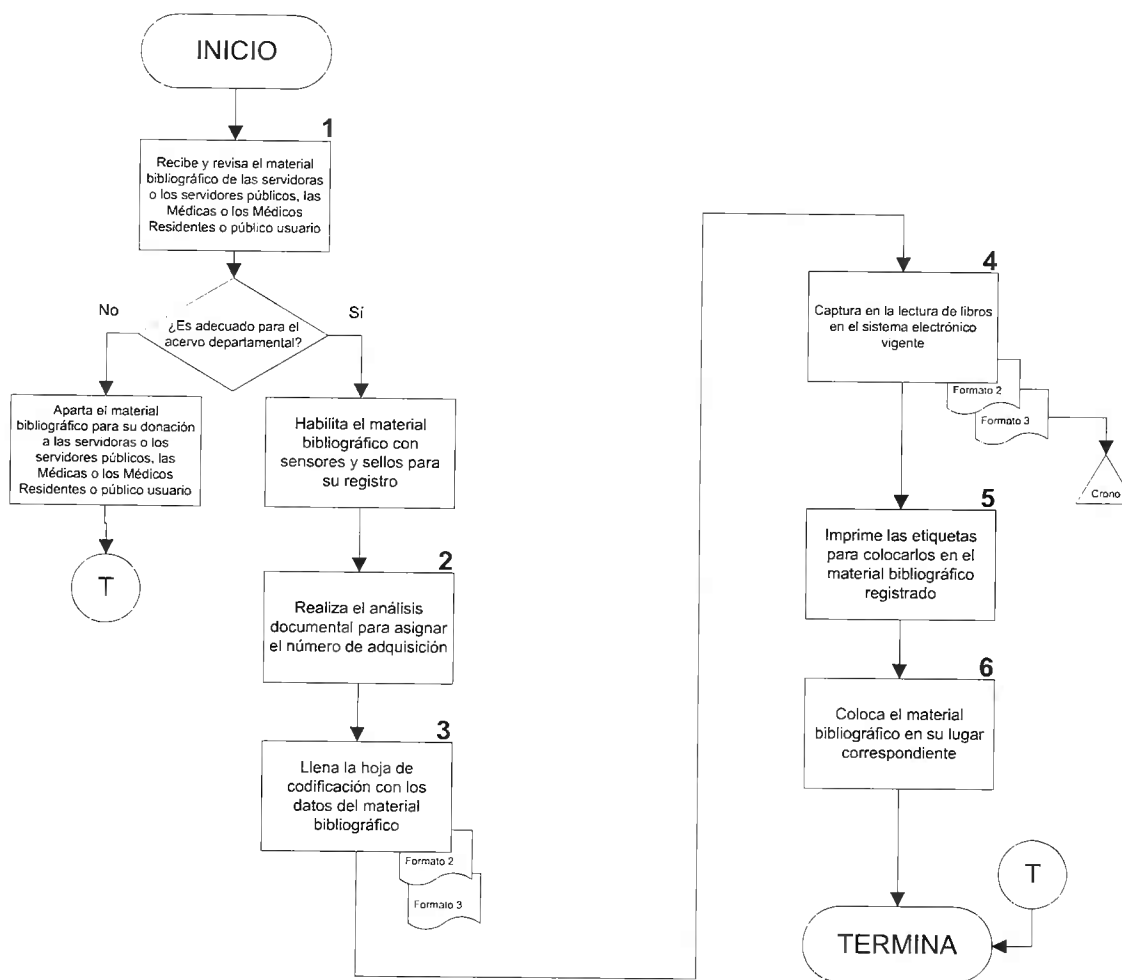 INICIO
1
Recibe y revisa el material
bibliográfico de las servidoras
o los servidores públicos, las
Médicas o los Médicos
Residentes o público usuario
¿Es adecuado para el
acervo departamental?
No
Sí
Aparta el material
bibliográfico para su donación
a las servidoras o los
servidores públicos, las
Médicas o los Médicos
Residentes o público usuario
T
Habilita el material
bibliográfico con
sensores y sellos para
su registro
2
Realiza el análisis
documental para asignar
el número de adquisición
3
Llena la hoja de
codificación con los
datos del material
bibliográfico
Formato 2
Formato 3
4
Captura en la lectura de libros
en el sistema electrónico
vigente
Formato 2
Formato 3
Crono
5
Imprime las etiquetas
para colocarlos en el
material bibliográfico
registrado
6
Coloca el material
bibliográfico en su lugar
correspondiente
T
TERMINA